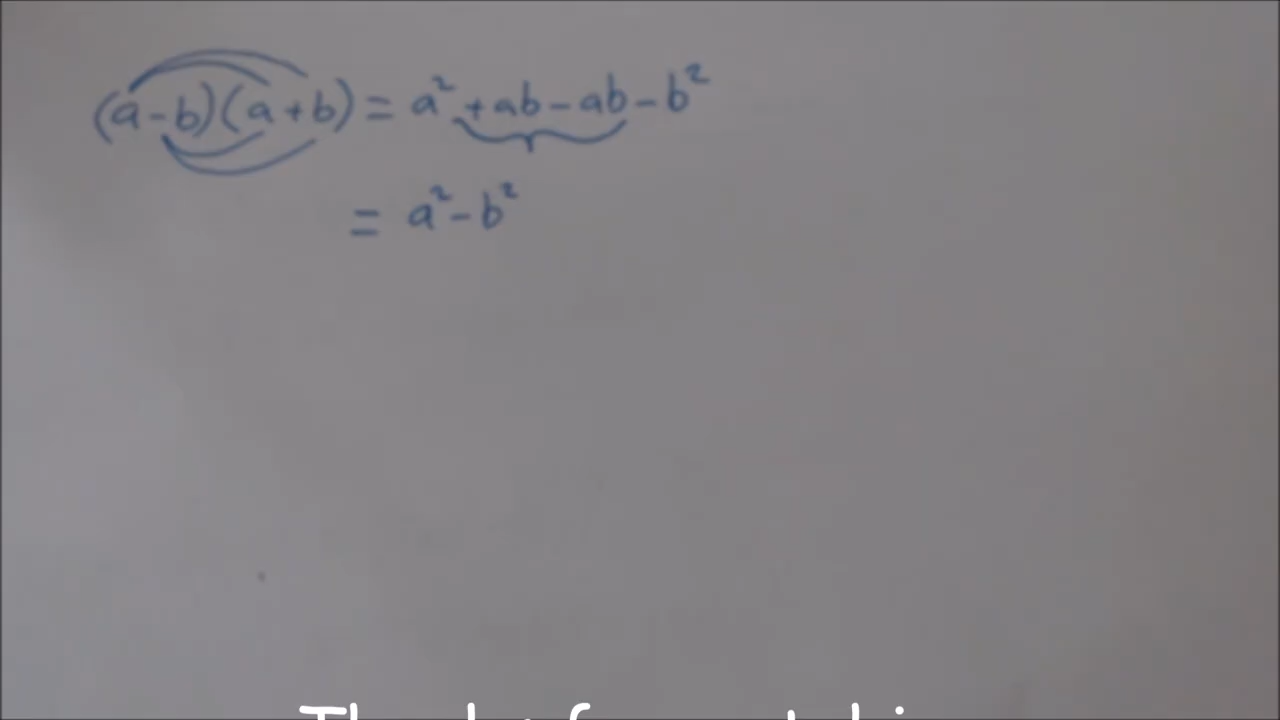 (a-b)(a+b) = a² + ab - ab - b²
= a² - b²